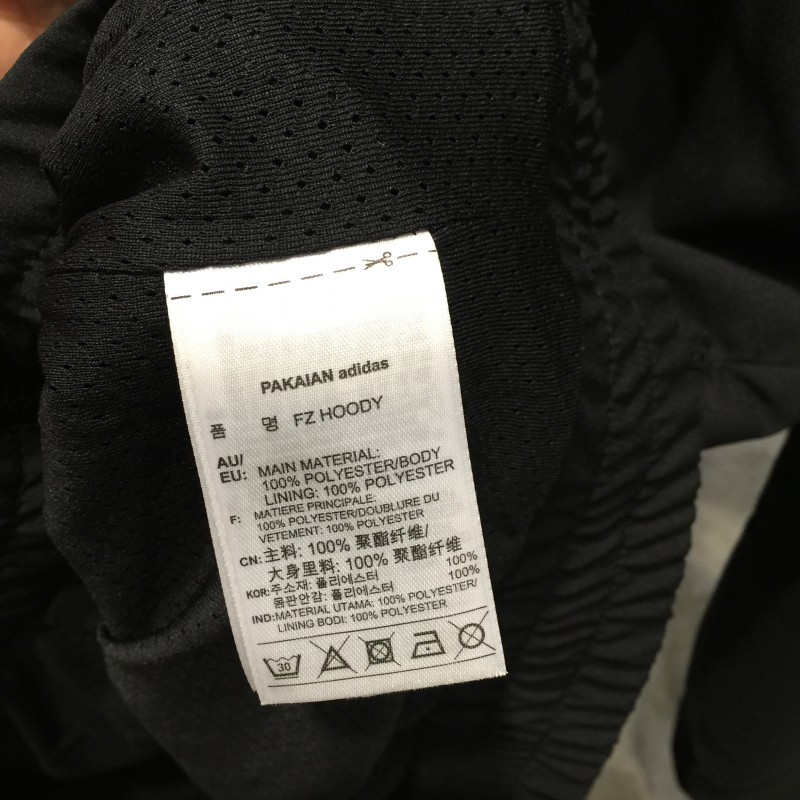 PAKAIAN adidas
품 명 FZ HOODY
AU/EU: MAIN MATERIAL:
100% POLYESTER/BODY
LINING: 100% POLYESTER
F: MATIERE PRINCIPALE:
100% POLYESTER/DOUBLURE DU
VETEMENT: 100% POLYESTER
CN: 主料: 100% 聚酯纤维/
大身里料: 100% 聚酯纤维
KOR: 주소재: 폴리에스터 100%
몸판안감: 폴리에스터 100%
IND: MATERIAL UTAMA: 100% POLYESTER/
LINING BODI: 100% POLYESTER
30